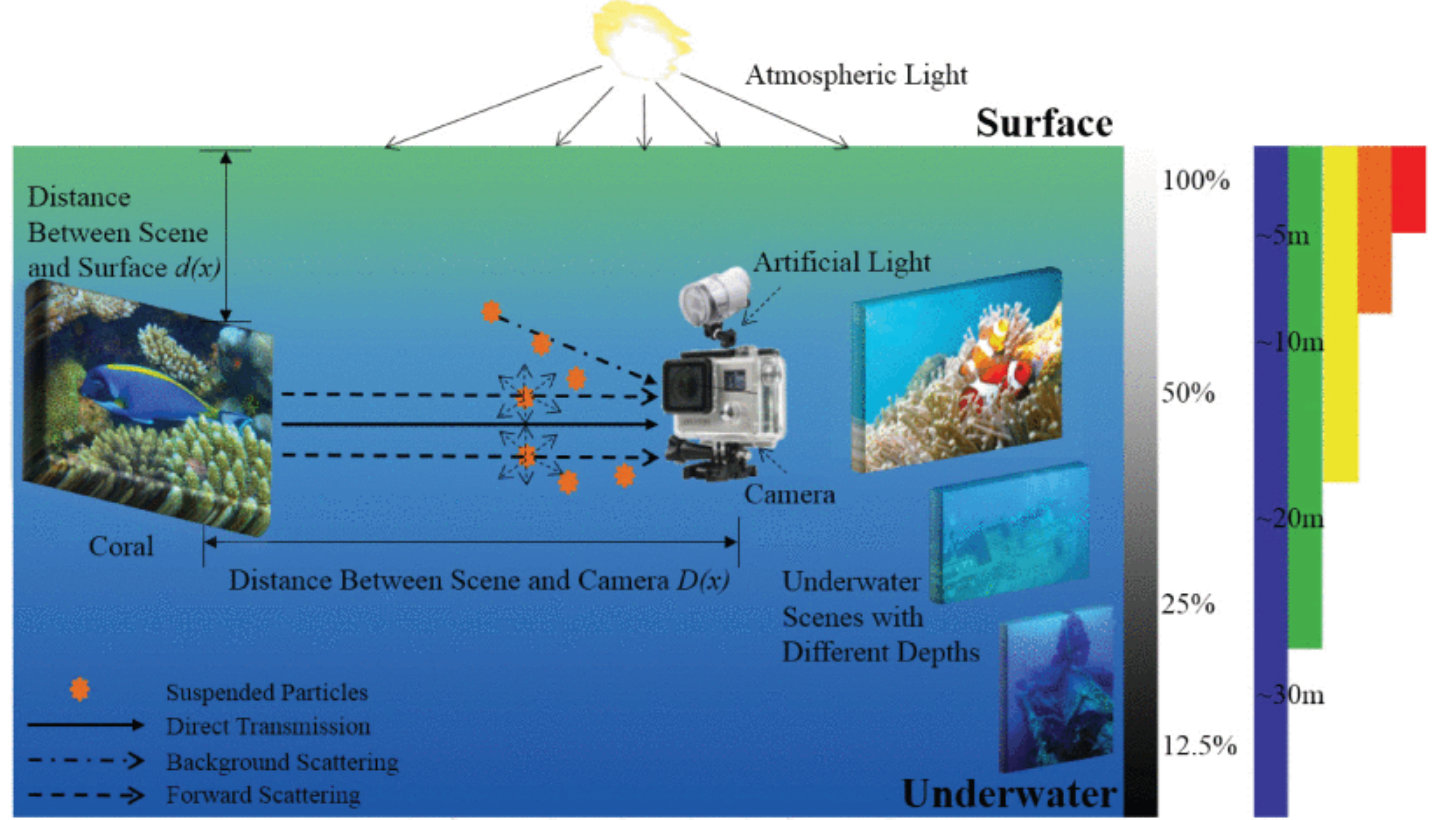 Atmospheric Light
Surface
Distance
Between Scene
and Surface d(x)
100%
~5m
Artificial Light
~10m
50%
Camera
~20m
Coral
Distance Between Scene and Camera D(x)
Underwater
Scenes with
Different Depths
25%
~30m
Suspended Particles
Direct Transmission
Background Scattering
Forward Scattering
12.5%
Underwater